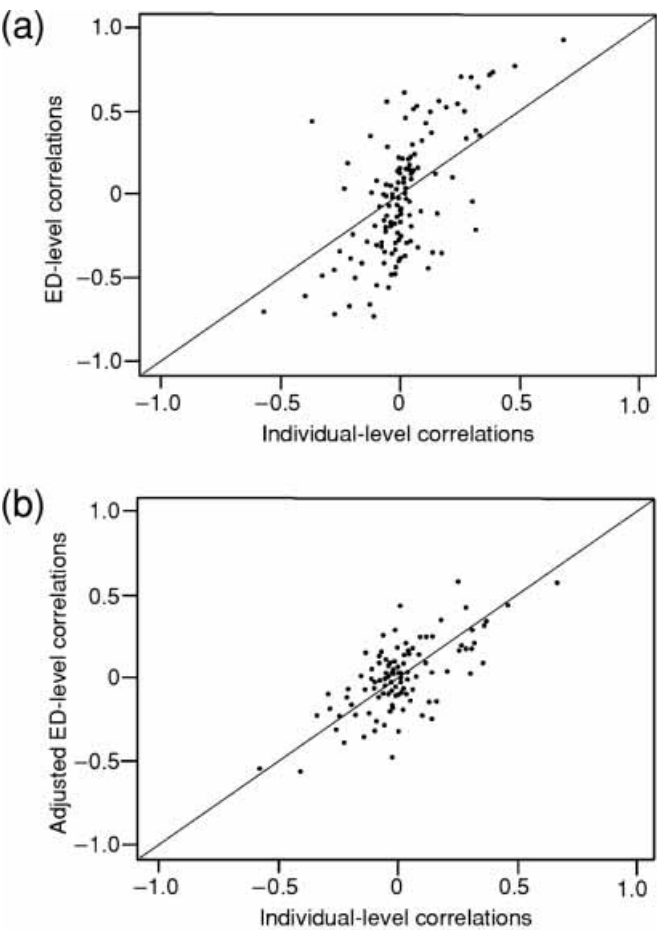 (a)
1.0
0.5
0
−0.5
−1.0
ED-level correlations
−1.0 −0.5 0 0.5 1.0
Individual-level correlations
(b)
1.0
0.5
0
−0.5
−1.0
Adjusted ED-level correlations
−1.0 −0.5 0 0.5 1.0
Individual-level correlations